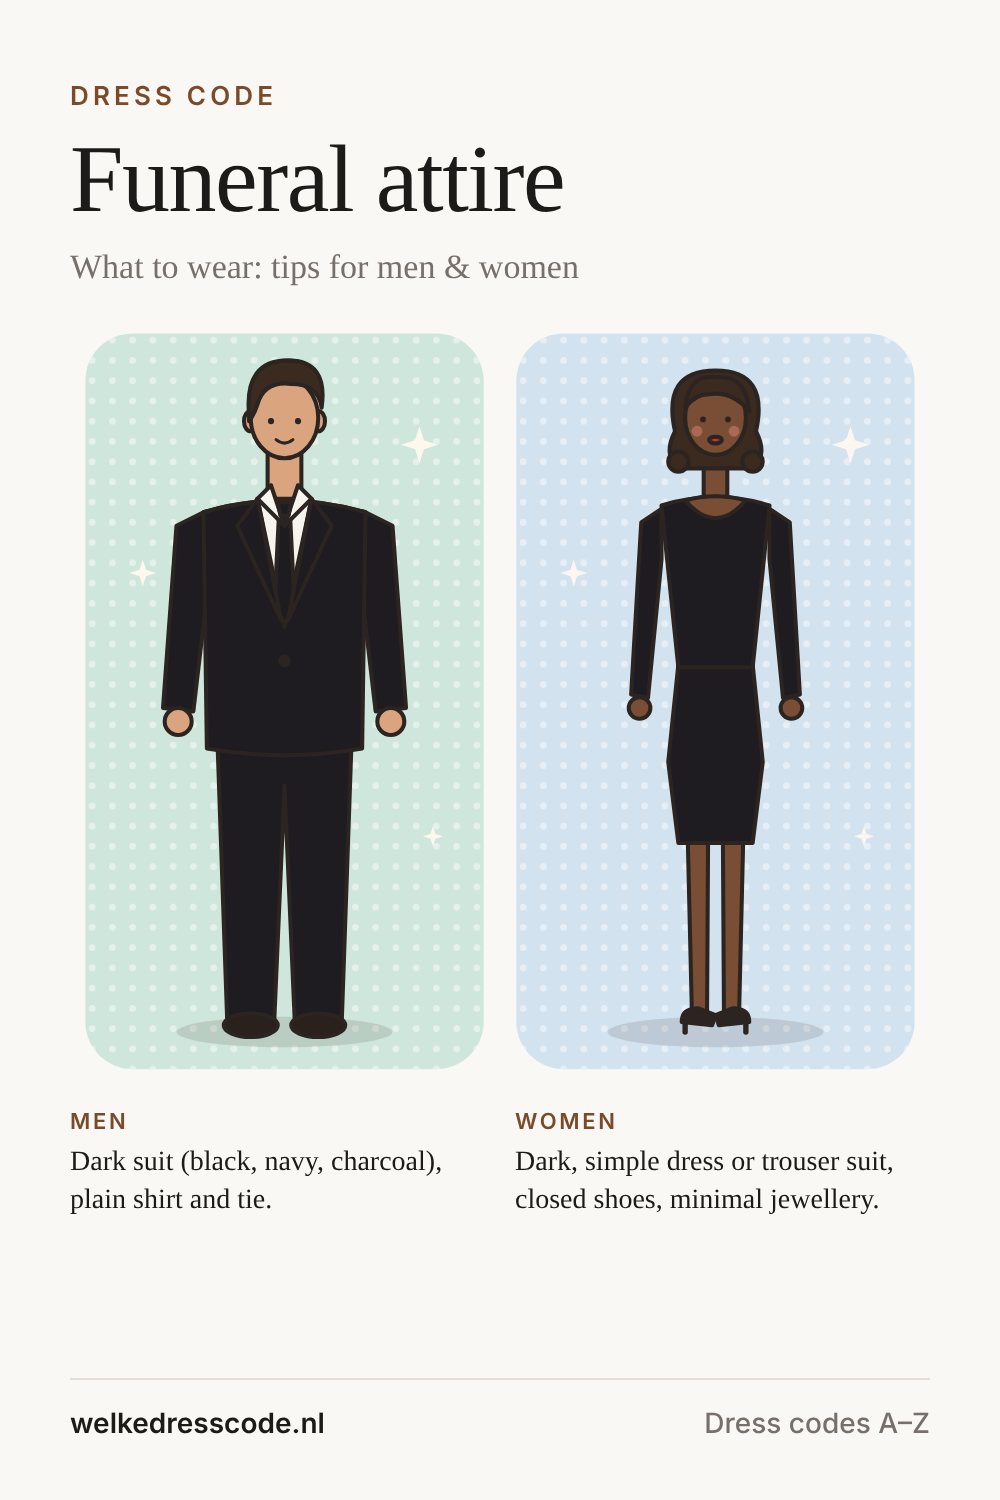 DRESS CODE
Funeral attire
What to wear: tips for men & women
MEN
Dark suit (black, navy, charcoal),
plain shirt and tie.
WOMEN
Dark, simple dress or trouser suit,
closed shoes, minimal jewellery.
welkedresscode.nl
Dress codes A–Z